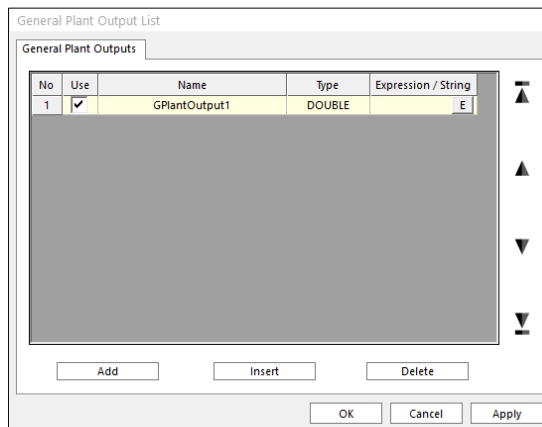 General Plant Output List
General Plant Outputs
No Use Name Type Expression / String
1 GPlantOutput1 DOUBLE E
Add Insert Delete
OK Cancel Apply